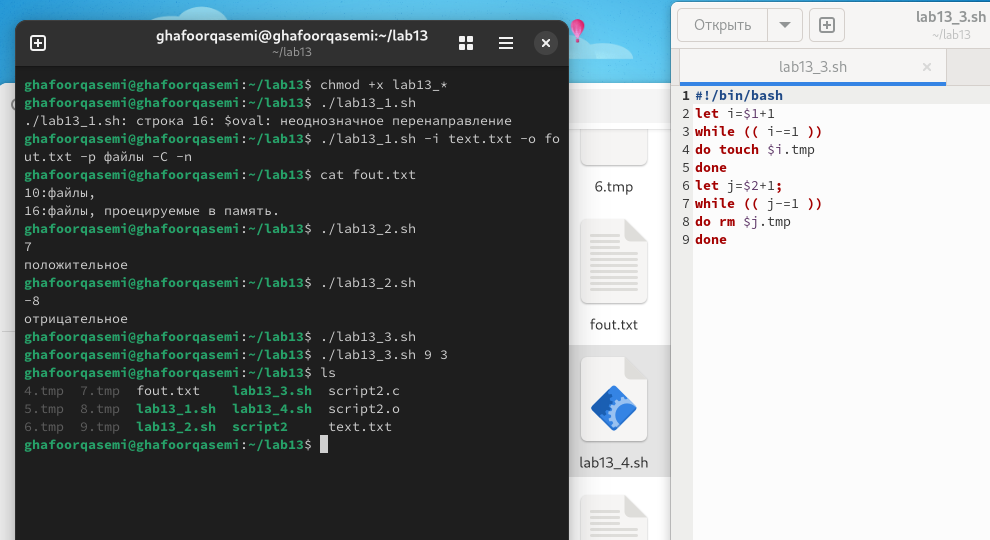 ghafoorqasemi@ghafoorqasemi:~/lab13
~/lab13
ghafoorqasemi@ghafoorqasemi:~/lab13$ chmod +x lab13_*
ghafoorqasemi@ghafoorqasemi:~/lab13$ ./lab13_1.sh
./lab13_1.sh: строка 16: $oval: неоднозначное перенаправление
ghafoorqasemi@ghafoorqasemi:~/lab13$ ./lab13_1.sh -i text.txt -o fo
ut.txt -p файлы -C -n
ghafoorqasemi@ghafoorqasemi:~/lab13$ cat fout.txt
10:файлы,
16:файлы, проецируемые в память.
ghafoorqasemi@ghafoorqasemi:~/lab13$ ./lab13_2.sh
7
положительное
ghafoorqasemi@ghafoorqasemi:~/lab13$ ./lab13_2.sh
-8
отрицательное
ghafoorqasemi@ghafoorqasemi:~/lab13$ ./lab13_3.sh
ghafoorqasemi@ghafoorqasemi:~/lab13$ ./lab13_3.sh 9 3
ghafoorqasemi@ghafoorqasemi:~/lab13$ ls
4.tmp 7.tmp fout.txt lab13_3.sh script2.c
5.tmp 8.tmp lab13_1.sh lab13_4.sh script2.o
6.tmp 9.tmp lab13_2.sh script2 text.txt
ghafoorqasemi@ghafoorqasemi:~/lab13$
6.tmp
fout.txt
lab13_4.sh
Открыть
lab13_3.sh
~/lab13
lab13_3.sh
1 #!/bin/bash
2 let i=$1+1
3 while (( i-=1 ))
4 do touch $i.tmp
5 done
6 let j=$2+1;
7 while (( j-=1 ))
8 do rm $j.tmp
9 done